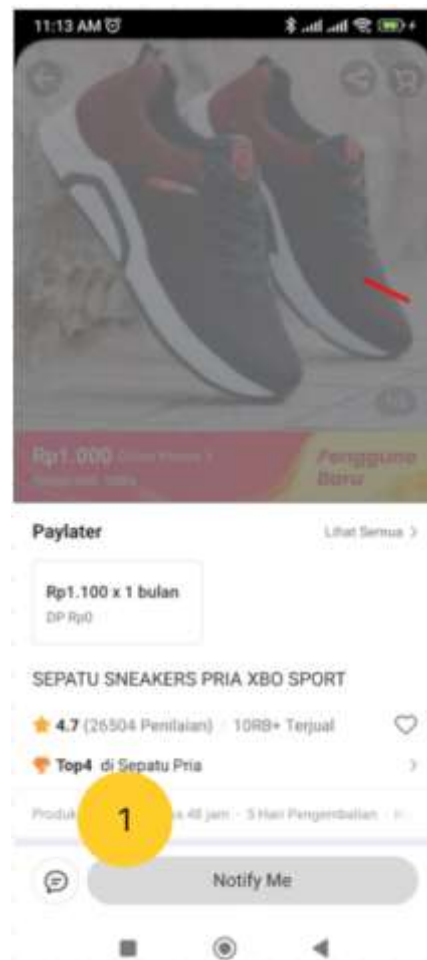 11:13 AM
Rp1.000
Pengguna
Baru
Paylater
Lihat Semua >
Rp1.100 x 1 bulan
DP Rp0
SEPATU SNEAKERS PRIA XBO SPORT
4.7 (26504 Penilaian) 10RB+ Terjual
Top4 di Sepatu Pria
Produk
48 jam · 5 Hari Pengembalian
1
Notify Me